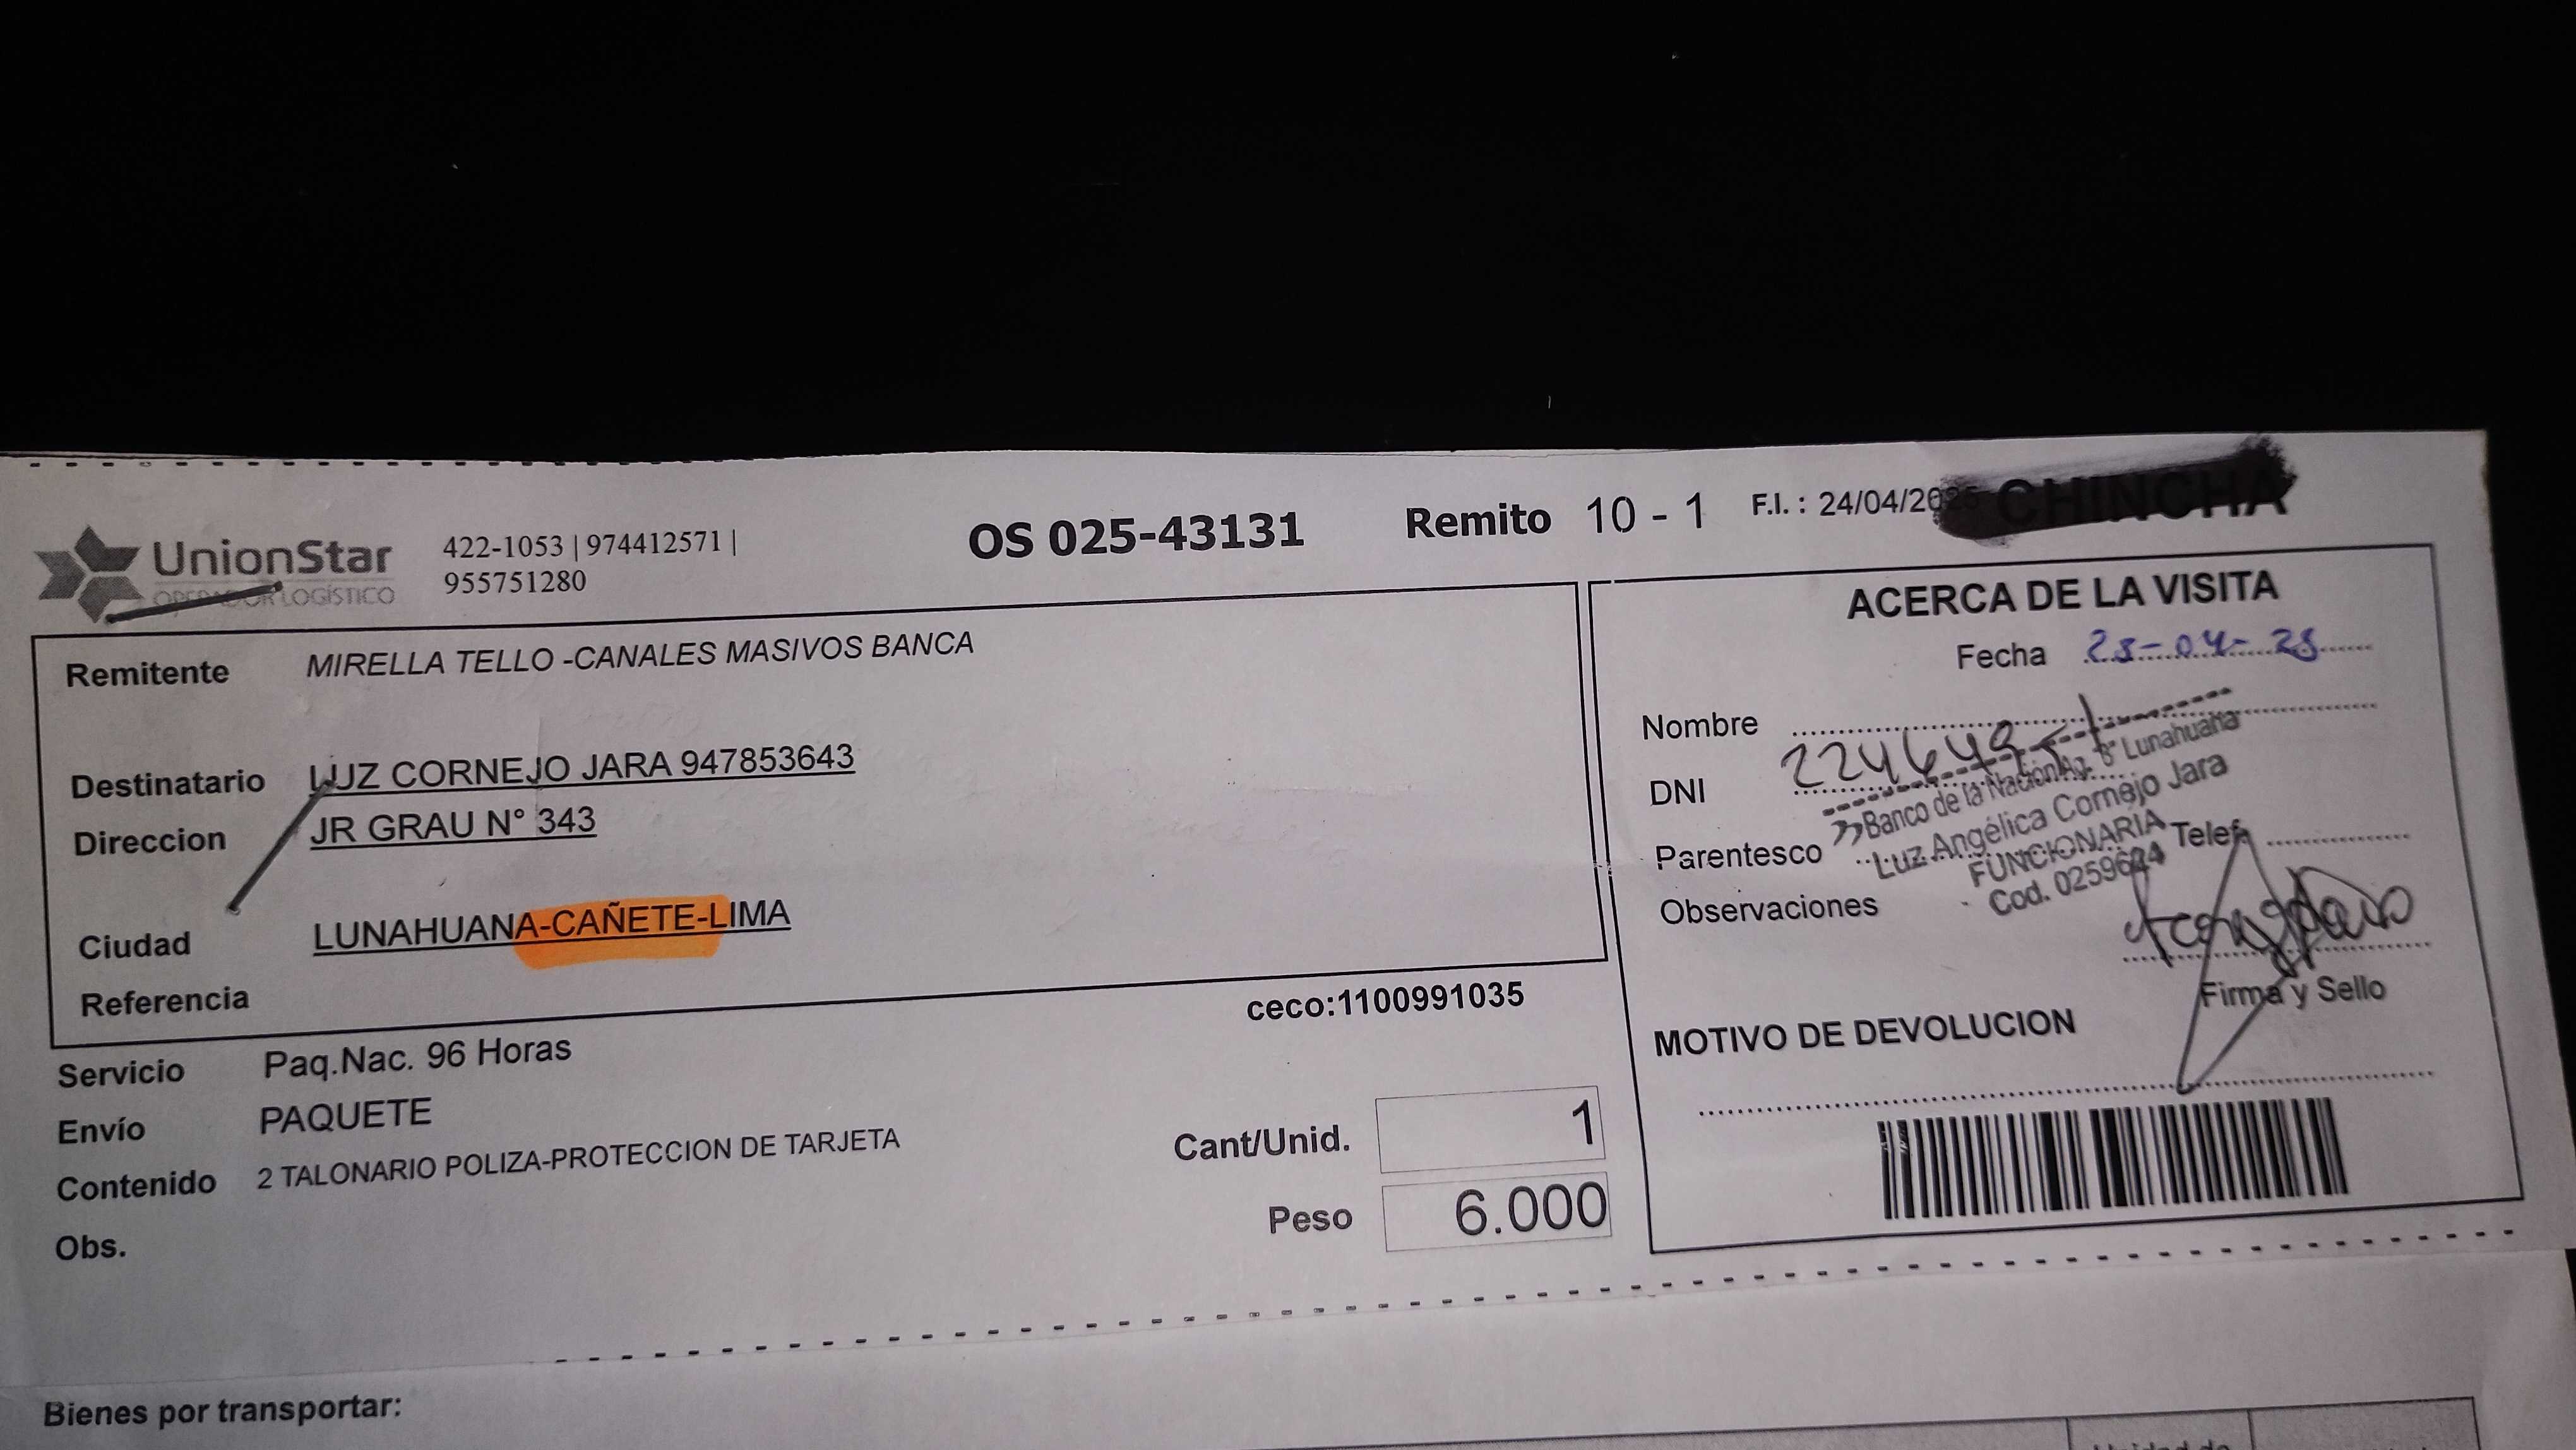 UnionStar
OPERADOR LOGÍSTICO
422-1053 | 974412571 |
955751280
OS 025-43131
Remito 10 - 1
F.I. : 24/04/2025
CHINCHA
Remitente MIRELLA TELLO -CANALES MASIVOS BANCA
Destinatario LUZ CORNEJO JARA 947853643
Direccion JR GRAU N° 343
Ciudad LUNAHUANA-CAÑETE-LIMA
Referencia
ceco:1100991035
Servicio Paq.Nac. 96 Horas
Envío PAQUETE
Contenido 2 TALONARIO POLIZA-PROTECCION DE TARJETA
Obs.
Cant/Unid. 1
Peso 6.000
ACERCA DE LA VISITA
Fecha 28-04-25
Nombre
DNI
Parentesco
Telef.
Observaciones
Banco de la Nación Ag. 3 Lunahuaná
Luz Angélica Cornejo Jara
FUNCIONARIA
Firma y Sello
MOTIVO DE DEVOLUCION
Bienes por transportar: